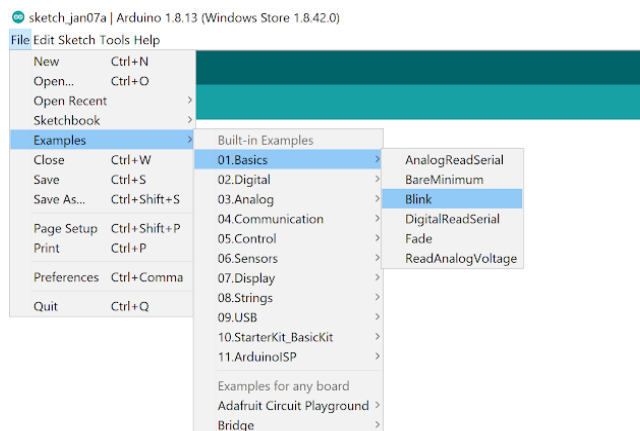 sketch_jan07a | Arduino 1.8.13 (Windows Store 1.8.42.0)
File Edit Sketch Tools Help
New Ctrl+N
Open... Ctrl+O
Open Recent
Sketchbook
Examples
Close Ctrl+W
Save Ctrl+S
Save As... Ctrl+Shift+S
Page Setup Ctrl+Shift+P
Print Ctrl+P
Preferences Ctrl+Comma
Quit Ctrl+Q
Built-in Examples
01.Basics
02.Digital
03.Analog
04.Communication
05.Control
06.Sensors
07.Display
08.Strings
09.USB
10.StarterKit_BasicKit
11.ArduinoISP
Examples for any board
Adafruit Circuit Playground
Bridge
AnalogReadSerial
BareMinimum
Blink
DigitalReadSerial
Fade
ReadAnalogVoltage